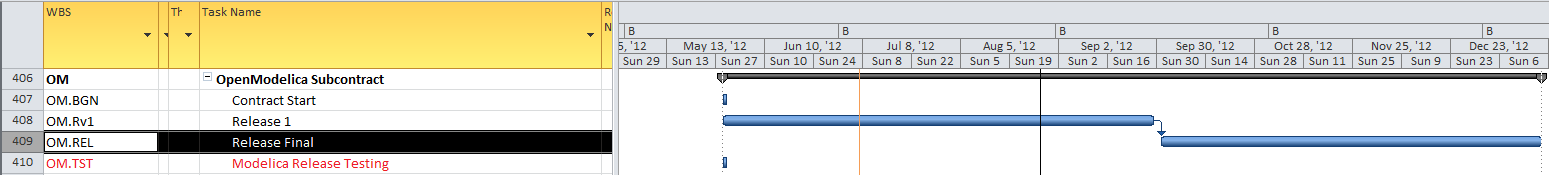 WBS Th Task Name R
N
B B B B B
5, '12 May 13, '12 Jun 10, '12 Jul 8, '12 Aug 5, '12 Sep 2, '12 Sep 30, '12 Oct 28, '12 Nov 25, '12 Dec 23, '12
Sun 29 Sun 13 Sun 27 Sun 10 Sun 24 Sun 8 Sun 22 Sun 5 Sun 19 Sun 2 Sun 16 Sun 30 Sun 14 Sun 28 Sun 11 Sun 25 Sun 9 Sun 23 Sun 6
406 OM OpenModelica Subcontract
407 OM.BGN Contract Start
408 OM.Rv1 Release 1
409 OM.REL Release Final
410 OM.TST Modelica Release Testing